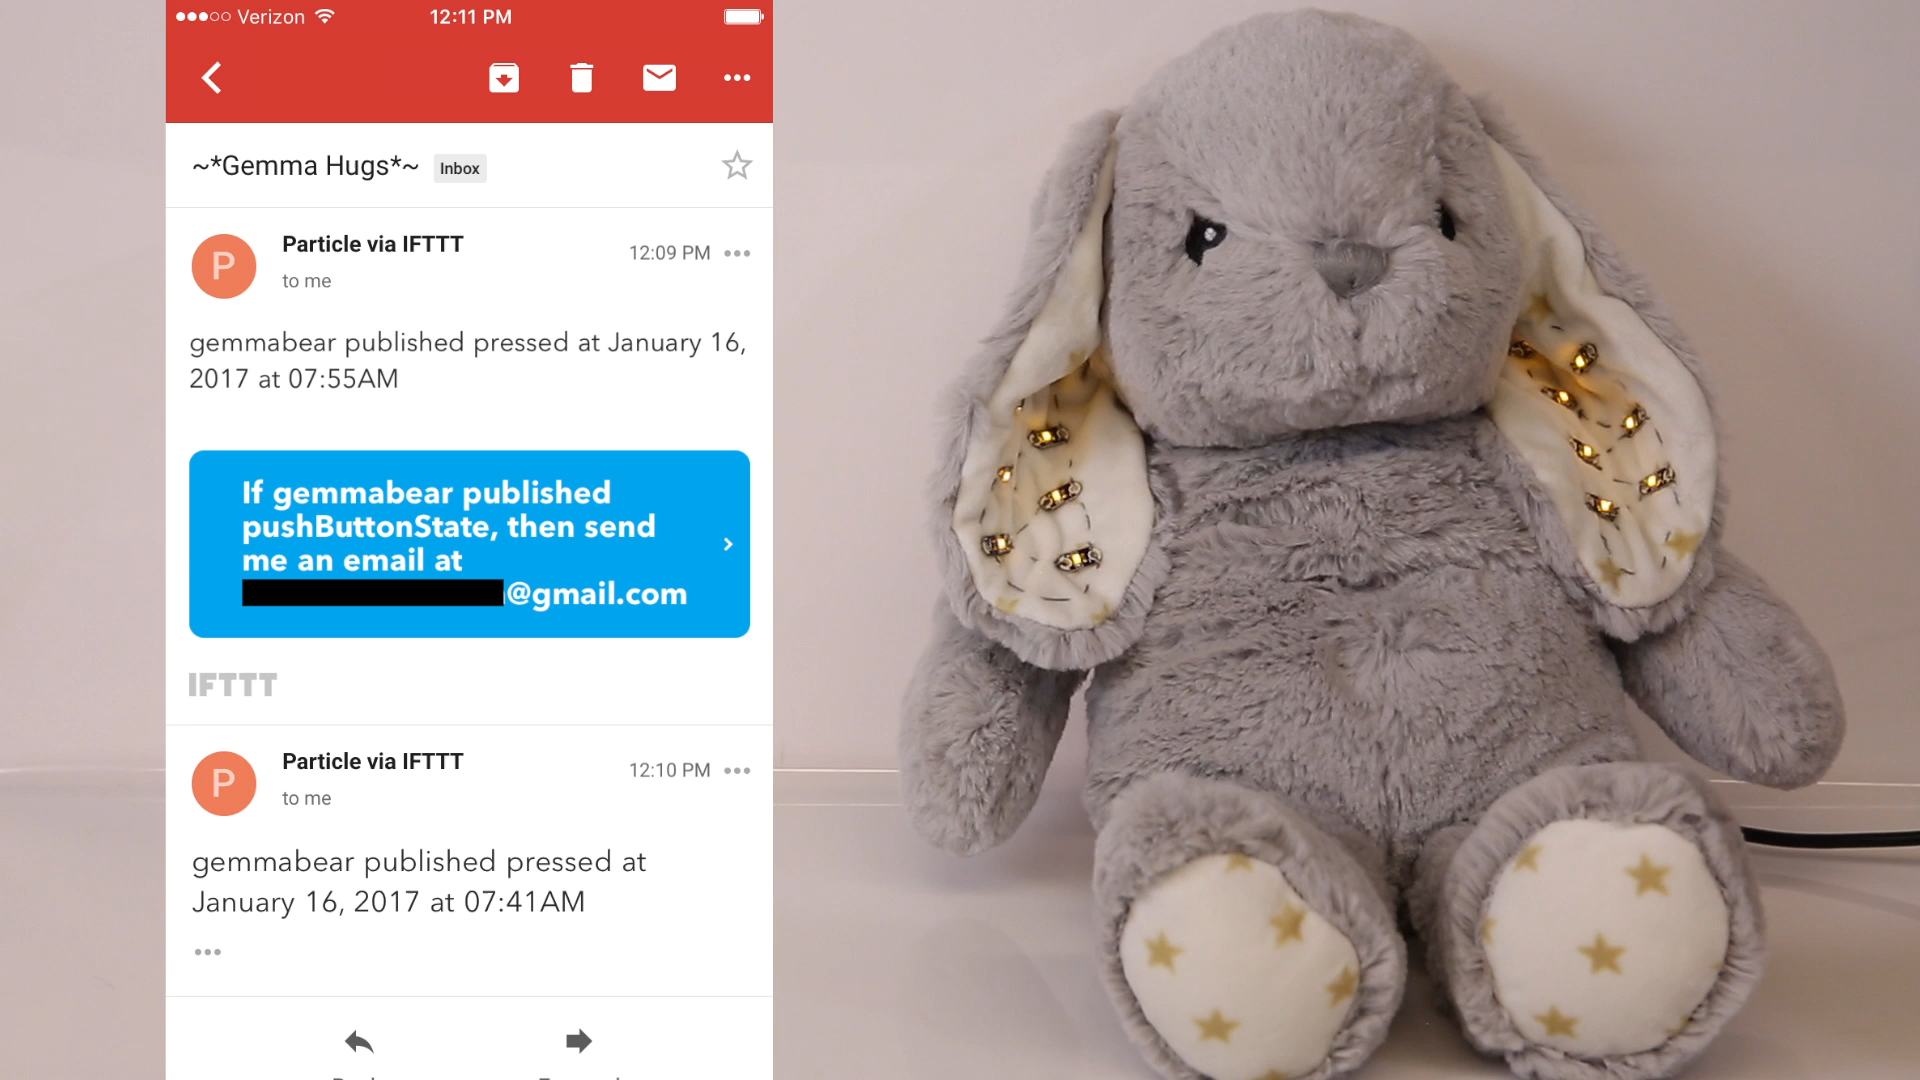 Verizon 12:11 PM
~*Gemma Hugs*~ Inbox
P Particle via IFTTT 12:09 PM
to me
gemmabear published pressed at January 16,
2017 at 07:55AM
If gemmabear published
pushButtonState, then send
me an email at
@gmail.com
IFTTT
P Particle via IFTTT 12:10 PM
to me
gemmabear published pressed at
January 16, 2017 at 07:41AM